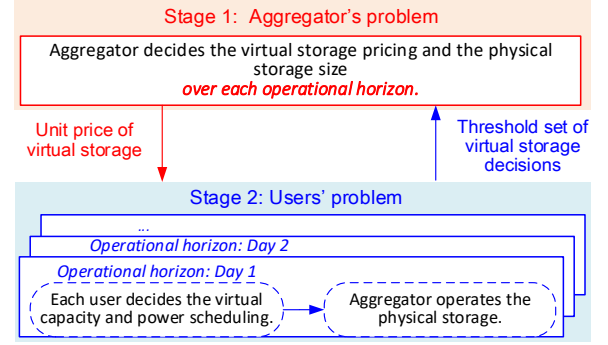 Stage 1: Aggregator's problem
Aggregator decides the virtual storage pricing and the physical
storage size
over each operational horizon.
Unit price of
virtual storage
Threshold set of
virtual storage
decisions
Stage 2: Users' problem
...
Operational horizon: Day 2
Operational horizon: Day 1
Each user decides the virtual
capacity and power scheduling.
Aggregator operates the
physical storage.